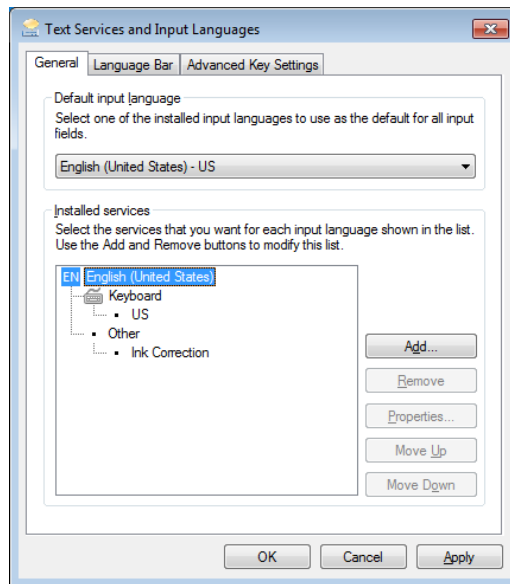 Text Services and Input Languages
General
Language Bar
Advanced Key Settings
Default input language
Select one of the installed input languages to use as the default for all input
fields.
English (United States) - US
Installed services
Select the services that you want for each input language shown in the list.
Use the Add and Remove buttons to modify this list.
EN English (United States)
Keyboard
US
Other
Ink Correction
Add...
Remove
Properties...
Move Up
Move Down
OK
Cancel
Apply